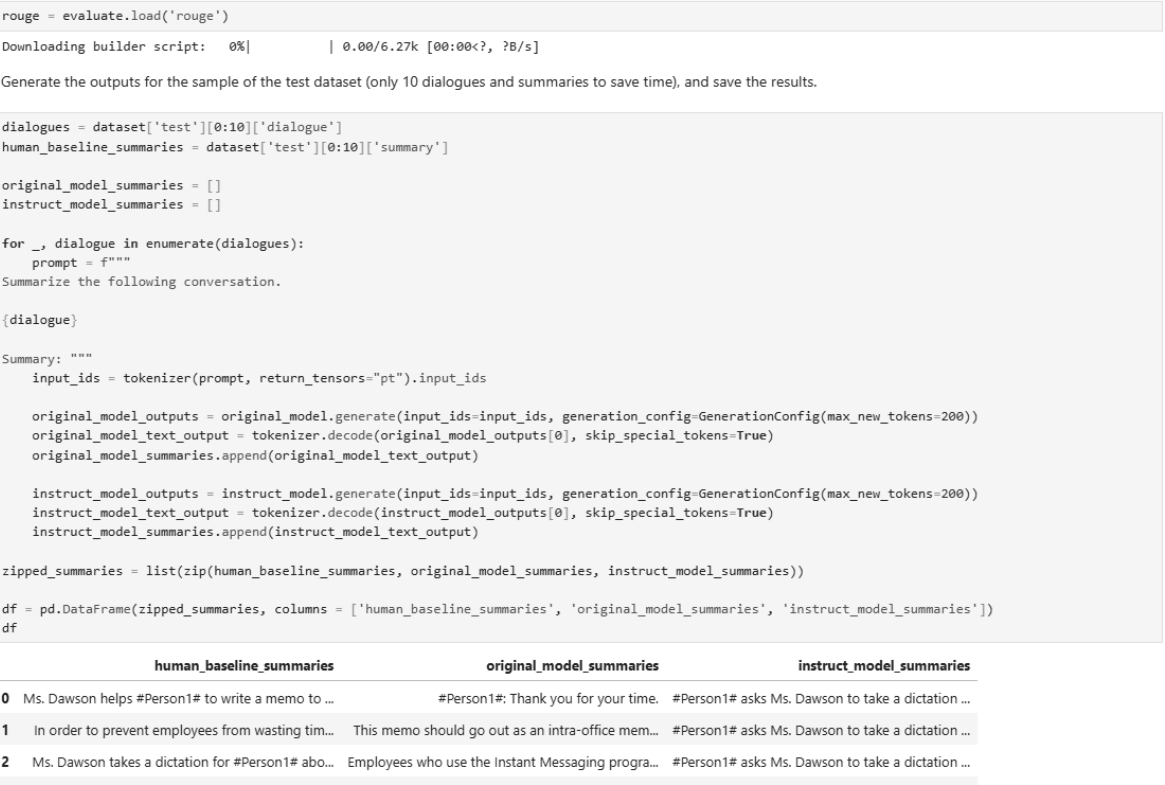 rouge = evaluate.load('rouge')
Downloading builder script:   0%|          | 0.00/6.27k [00:00<?, ?B/s]
Generate the outputs for the sample of the test dataset (only 10 dialogues and summaries to save time), and save the results.
dialogues = dataset['test'][0:10]['dialogue']
human_baseline_summaries = dataset['test'][0:10]['summary']
original_model_summaries = []
instruct_model_summaries = []
for _, dialogue in enumerate(dialogues):
    prompt = f"""
Summarize the following conversation.
{dialogue}
Summary: """
    input_ids = tokenizer(prompt, return_tensors="pt").input_ids
    original_model_outputs = original_model.generate(input_ids=input_ids, generation_config=GenerationConfig(max_new_tokens=200))
    original_model_text_output = tokenizer.decode(original_model_outputs[0], skip_special_tokens=True)
    original_model_summaries.append(original_model_text_output)
    instruct_model_outputs = instruct_model.generate(input_ids=input_ids, generation_config=GenerationConfig(max_new_tokens=200))
    instruct_model_text_output = tokenizer.decode(instruct_model_outputs[0], skip_special_tokens=True)
    instruct_model_summaries.append(instruct_model_text_output)
zipped_summaries = list(zip(human_baseline_summaries, original_model_summaries, instruct_model_summaries))
df = pd.DataFrame(zipped_summaries, columns = ['human_baseline_summaries', 'original_model_summaries', 'instruct_model_summaries'])
df
human_baseline_summaries original_model_summaries instruct_model_summaries
0 Ms. Dawson helps #Person1# to write a memo to ... #Person1#: Thank you for your time. #Person1# asks Ms. Dawson to take a dictation ...
1 In order to prevent employees from wasting tim... This memo should go out as an intra-office mem... #Person1# asks Ms. Dawson to take a dictation ...
2 Ms. Dawson takes a dictation for #Person1# abo... Employees who use the Instant Messaging progra... #Person1# asks Ms. Dawson to take a dictation ...